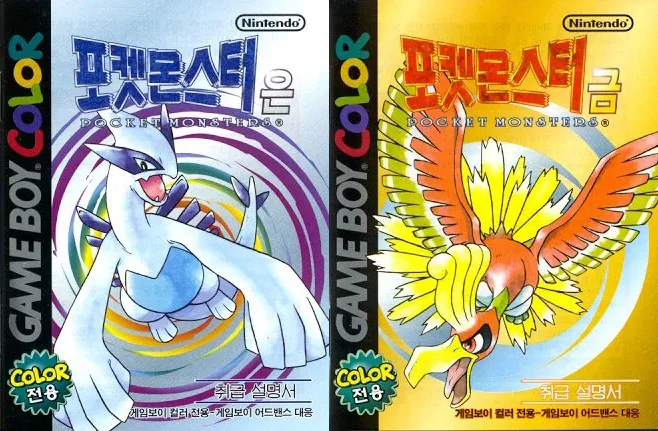 GAME BOY COLOR
Nintendo®
포켓몬스터 은
POCKET MONSTERS®
COLOR
전용
취급 설명서
게임보이 컬러 전용-게임보이 어드밴스 대응
GAME BOY COLOR
Nintendo®
포켓몬스터 금
POCKET MONSTERS®
COLOR
전용
취급 설명서
게임보이 컬러 전용-게임보이 어드밴스 대응